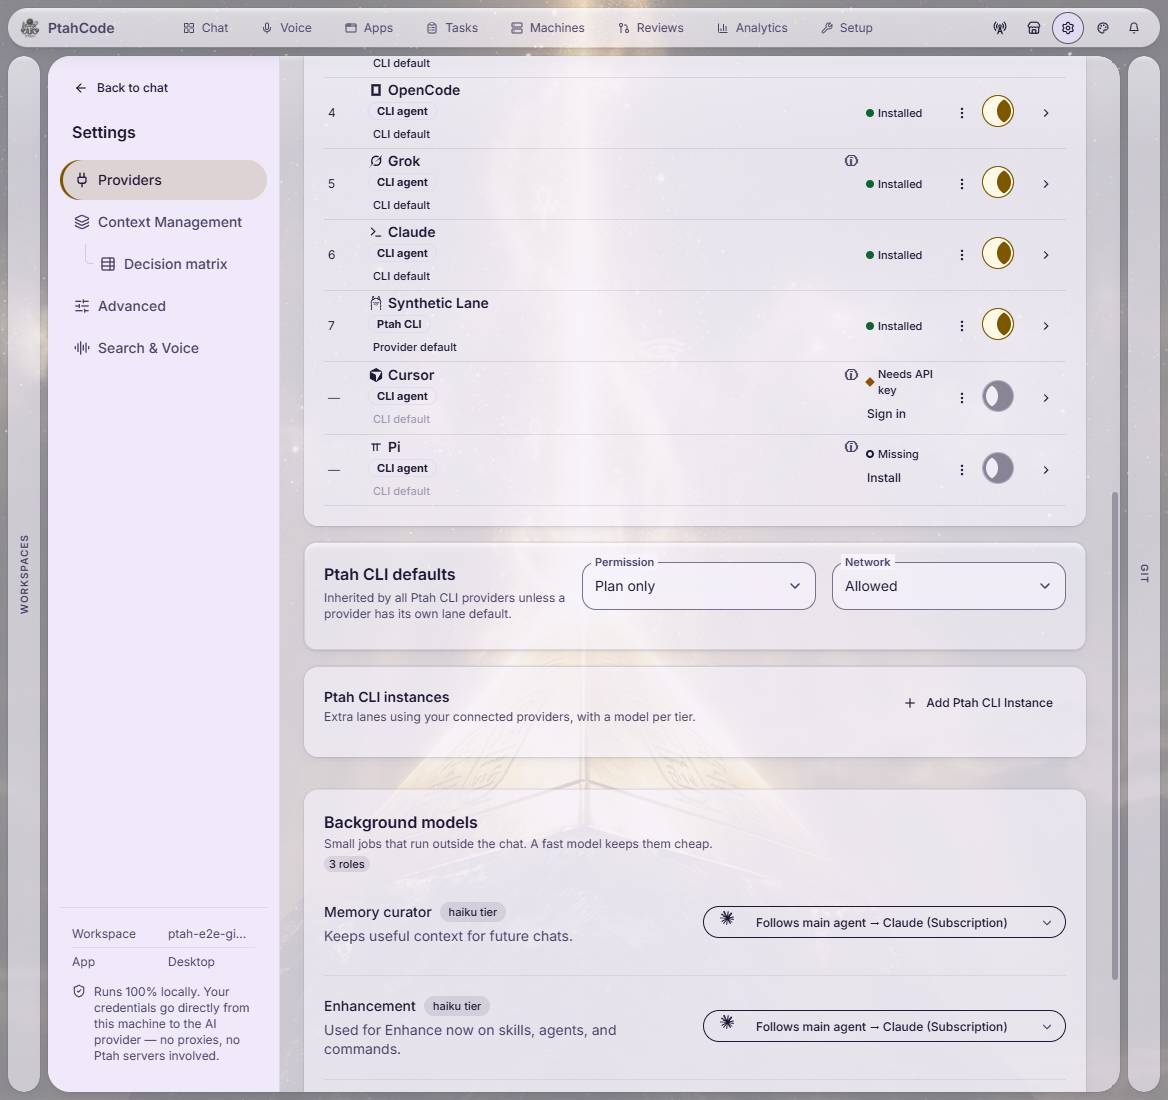 PtahCode
Chat
Voice
Apps
Tasks
Machines
Reviews
Analytics
Setup
WORKSPACES
Back to chat
Settings
Providers
Context Management
Decision matrix
Advanced
Search & Voice
Workspace ptah-e2e-gi...
App Desktop
Runs 100% locally. Your
credentials go directly from
this machine to the AI
provider — no proxies, no
Ptah servers involved.
CLI default
4
OpenCode
CLI agent
CLI default
Installed
5
Grok
CLI agent
CLI default
Installed
6
Claude
CLI agent
CLI default
Installed
7
Synthetic Lane
Ptah CLI
Provider default
Installed
—
Cursor
CLI agent
CLI default
Needs API
key
Sign in
—
Pi
CLI agent
CLI default
Missing
Install
Ptah CLI defaults
Inherited by all Ptah CLI providers unless a
provider has its own lane default.
Permission
Plan only
Network
Allowed
Ptah CLI instances
Extra lanes using your connected providers, with a model per tier.
Add Ptah CLI Instance
Background models
Small jobs that run outside the chat. A fast model keeps them cheap.
3 roles
Memory curator haiku tier
Keeps useful context for future chats.
Follows main agent → Claude (Subscription)
Enhancement haiku tier
Used for Enhance now on skills, agents, and
commands.
Follows main agent → Claude (Subscription)
GIT